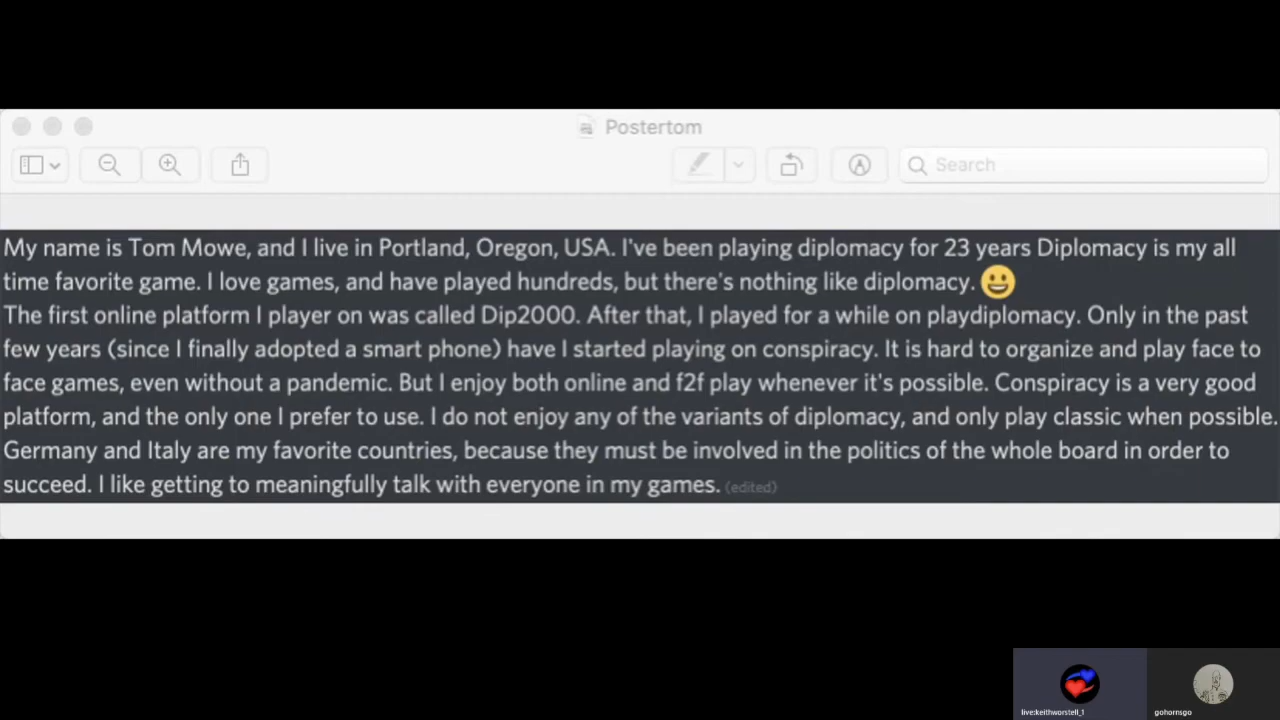 Postertom
Search
My name is Tom Mowe, and I live in Portland, Oregon, USA. I've been playing diplomacy for 23 years Diplomacy is my all
time favorite game. I love games, and have played hundreds, but there's nothing like diplomacy. 😀
The first online platform I player on was called Dip2000. After that, I played for a while on playdiplomacy. Only in the past
few years (since I finally adopted a smart phone) have I started playing on conspiracy. It is hard to organize and play face to
face games, even without a pandemic. But I enjoy both online and f2f play whenever it's possible. Conspiracy is a very good
platform, and the only one I prefer to use. I do not enjoy any of the variants of diplomacy, and only play classic when possible.
Germany and Italy are my favorite countries, because they must be involved in the politics of the whole board in order to
succeed. I like getting to meaningfully talk with everyone in my games. (edited)
live:keithworstell_1
gohornsgo